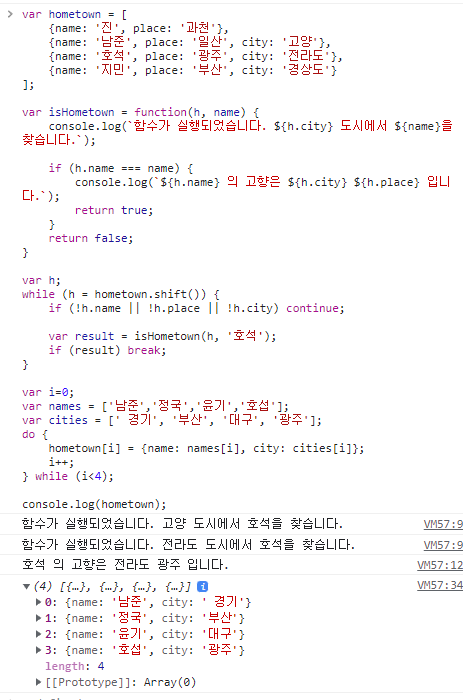 var hometown = [
{name: '진', place: '과천'},
{name: '남준', place: '일산', city: '고양'},
{name: '호석', place: '광주', city: '전라도'},
{name: '지민', place: '부산', city: '경상도'}
];
var isHometown = function(h, name) {
console.log(`함수가 실행되었습니다. ${h.city} 도시에서 ${name}을
찾습니다.`);
if (h.name === name) {
console.log(`${h.name} 의 고향은 ${h.city} ${h.place} 입니
다.`);
return true;
}
return false;
}
var h;
while (h = hometown.shift()) {
if (!h.name || !h.place || !h.city) continue;
var result = isHometown(h, '호석');
if (result) break;
}
var i=0;
var names = ['남준','정국','윤기','호섭'];
var cities = [' 경기', '부산', '대구', '광주'];
do {
hometown[i] = {name: names[i], city: cities[i]};
i++;
} while (i<4);
console.log(hometown);
함수가 실행되었습니다. 고양 도시에서 호석을 찾습니다. VM57:9
함수가 실행되었습니다. 전라도 도시에서 호석을 찾습니다. VM57:9
호석 의 고향은 전라도 광주 입니다. VM57:12
(4) [{…}, {…}, {…}, {…}] i VM57:34
0: {name: '남준', city: ' 경기'}
1: {name: '정국', city: '부산'}
2: {name: '윤기', city: '대구'}
3: {name: '호섭', city: '광주'}
length: 4
[[Prototype]]: Array(0)